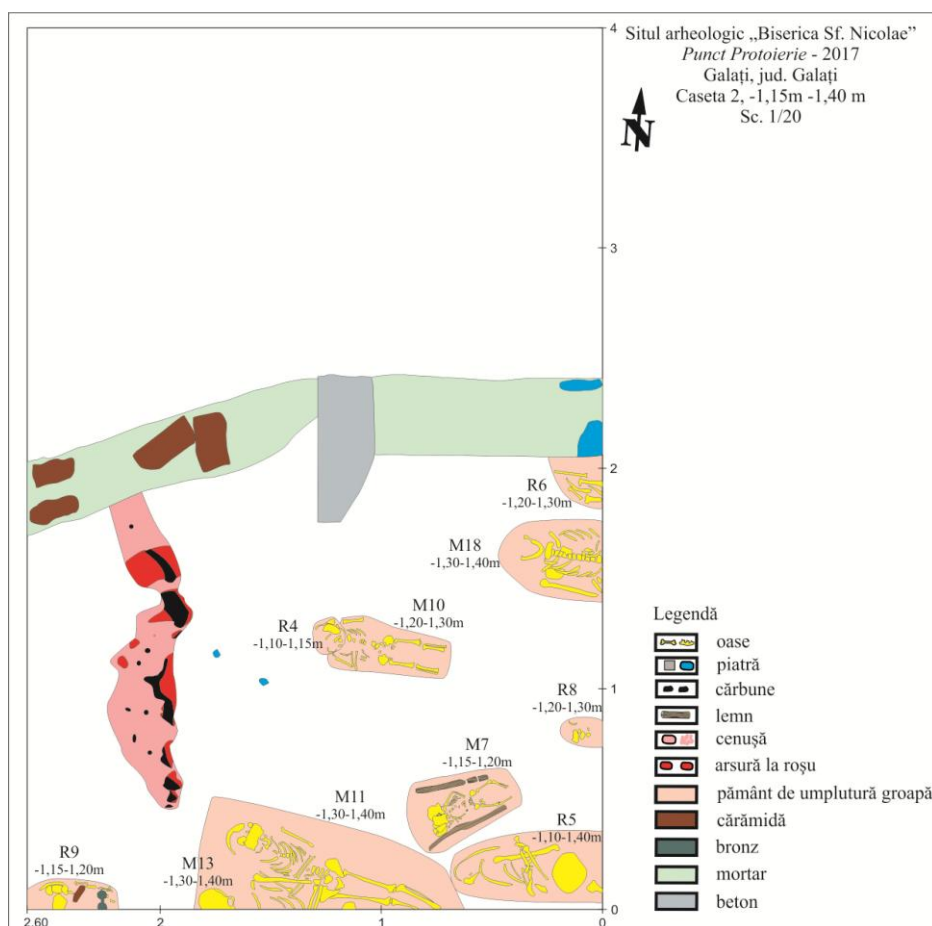 Situl arheologic „Biserica Sf. Nicolae”
Punct Protoierie - 2017
Galați, jud. Galați
Caseta 2, -1,15m -1,40 m
Sc. 1/20
N
4
3
2
R6
-1,20-1,30m
M18
-1,30-1,40m
M10
-1,20-1,30m
R4
-1,10-1,15m
1
R8
-1,20-1,30m
M7
-1,15-1,20m
M11
-1,30-1,40m
R5
-1,10-1,40m
M13
-1,30-1,40m
R9
-1,15-1,20m
0
2.60
2
1
0
Legendă
oase
piatră
cărbune
lemn
cenușă
arsură la roșu
pământ de umplutură groapă
cărămidă
bronz
mortar
beton